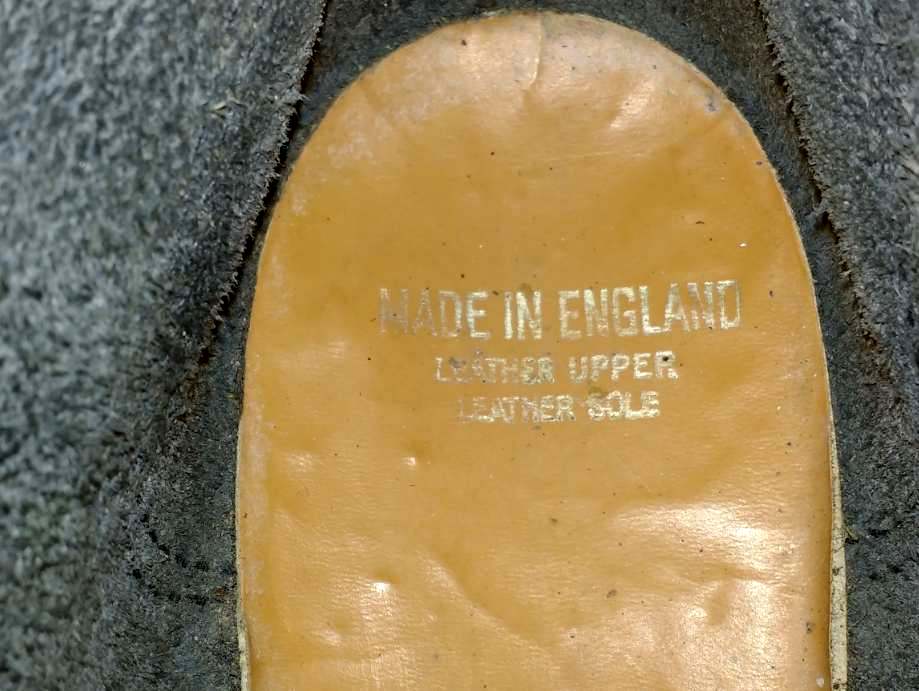 MADE IN ENGLAND
LEATHER UPPER
LEATHER SOLE